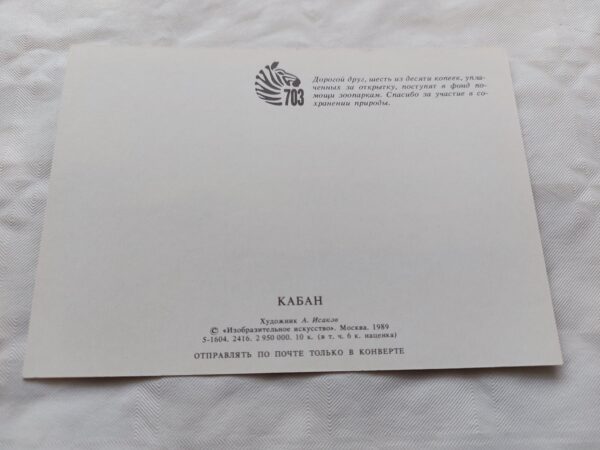 703
Дорогой друг, шесть из десяти копеек, упла-
ченных за открытку, поступят в фонд по-
мощи зоопаркам. Спасибо за участие в со-
хранении природы.
КАБАН
Художник А. Исаков
© «Изобразительное искусство». Москва. 1989
5-1604. 2416. 2 950 000. 10 к. (в т. ч. 6 к. наценка)
ОТПРАВЛЯТЬ ПО ПОЧТЕ ТОЛЬКО В КОНВЕРТЕ